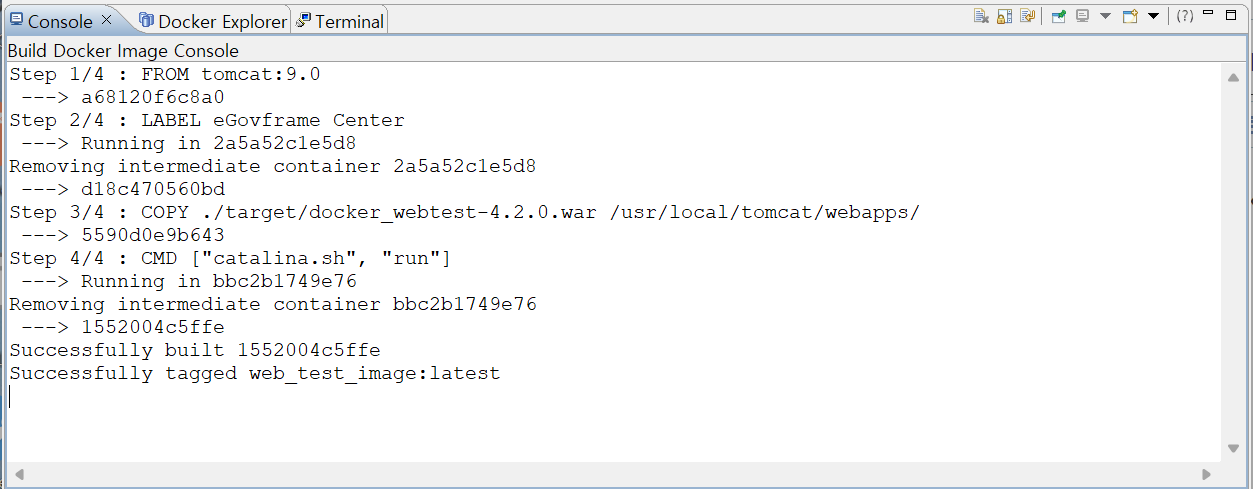 Console Docker Explorer Terminal
Build Docker Image Console
Step 1/4 : FROM tomcat:9.0
 ---> a68120f6c8a0
Step 2/4 : LABEL eGovframe Center
 ---> Running in 2a5a52c1e5d8
Removing intermediate container 2a5a52c1e5d8
 ---> d18c470560bd
Step 3/4 : COPY ./target/docker_webtest-4.2.0.war /usr/local/tomcat/webapps/
 ---> 5590d0e9b643
Step 4/4 : CMD ["catalina.sh", "run"]
 ---> Running in bbc2b1749e76
Removing intermediate container bbc2b1749e76
 ---> 1552004c5ffe
Successfully built 1552004c5ffe
Successfully tagged web_test_image:latest